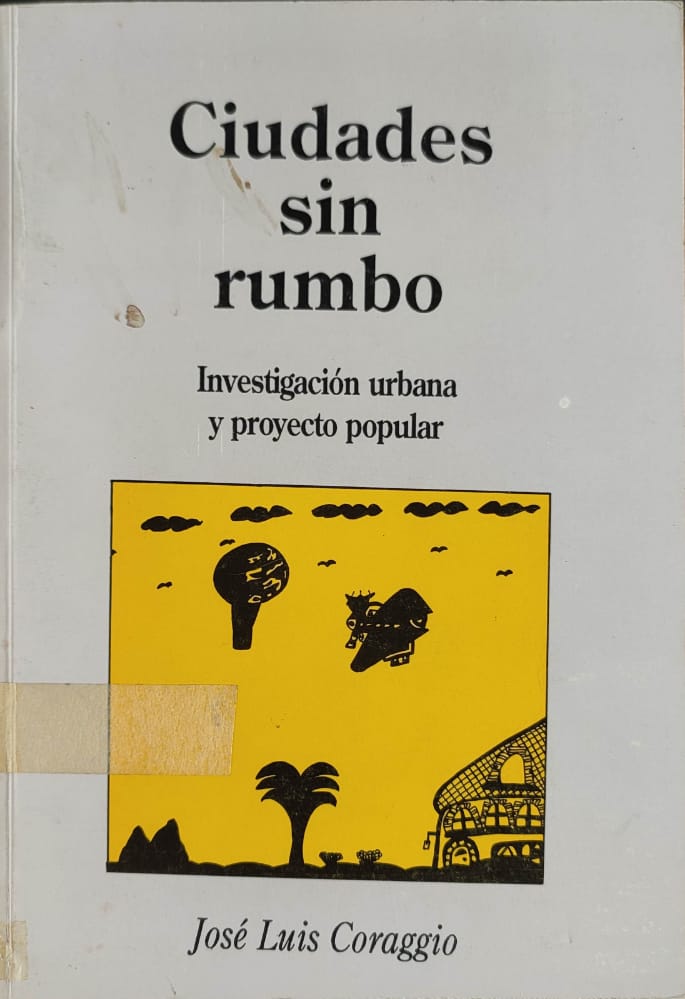 Ciudades
sin
rumbo
Investigación urbana
y proyecto popular
José Luis Coraggio